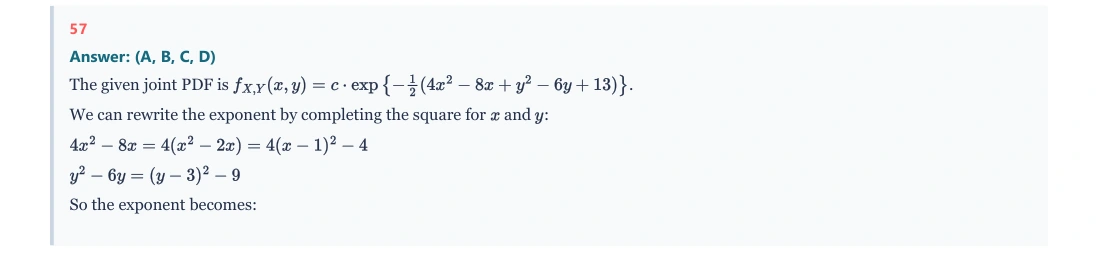 57
Answer: (A, B, C, D)
The given joint PDF is f_{X,Y}(x, y) = c · exp {−\frac{1}{2}(4x² − 8x + y² − 6y + 13)}.
We can rewrite the exponent by completing the square for x and y:
4x² − 8x = 4(x² − 2x) = 4(x − 1)² − 4
y² − 6y = (y − 3)² − 9
So the exponent becomes: